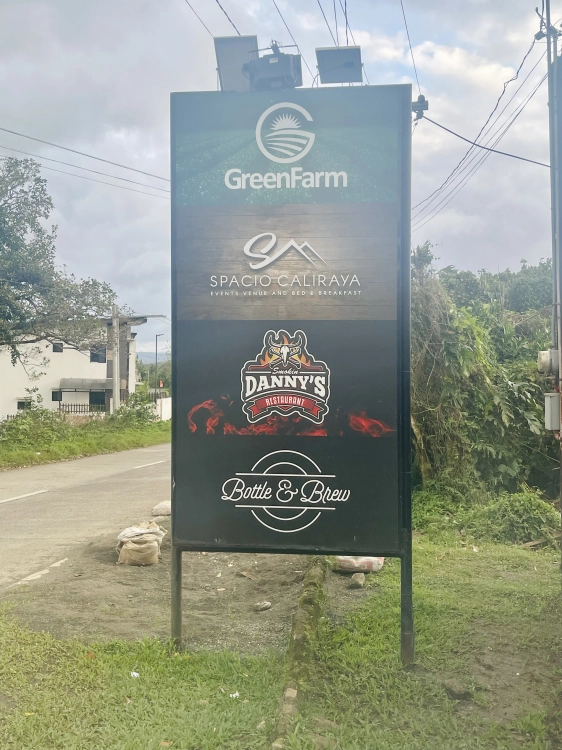 GreenFarm
SPACIO CALIRAYA
EVENTS VENUE AND BED & BREAKFAST
Smokin
DANNY'S
RESTAURANT
Bottle & Brew